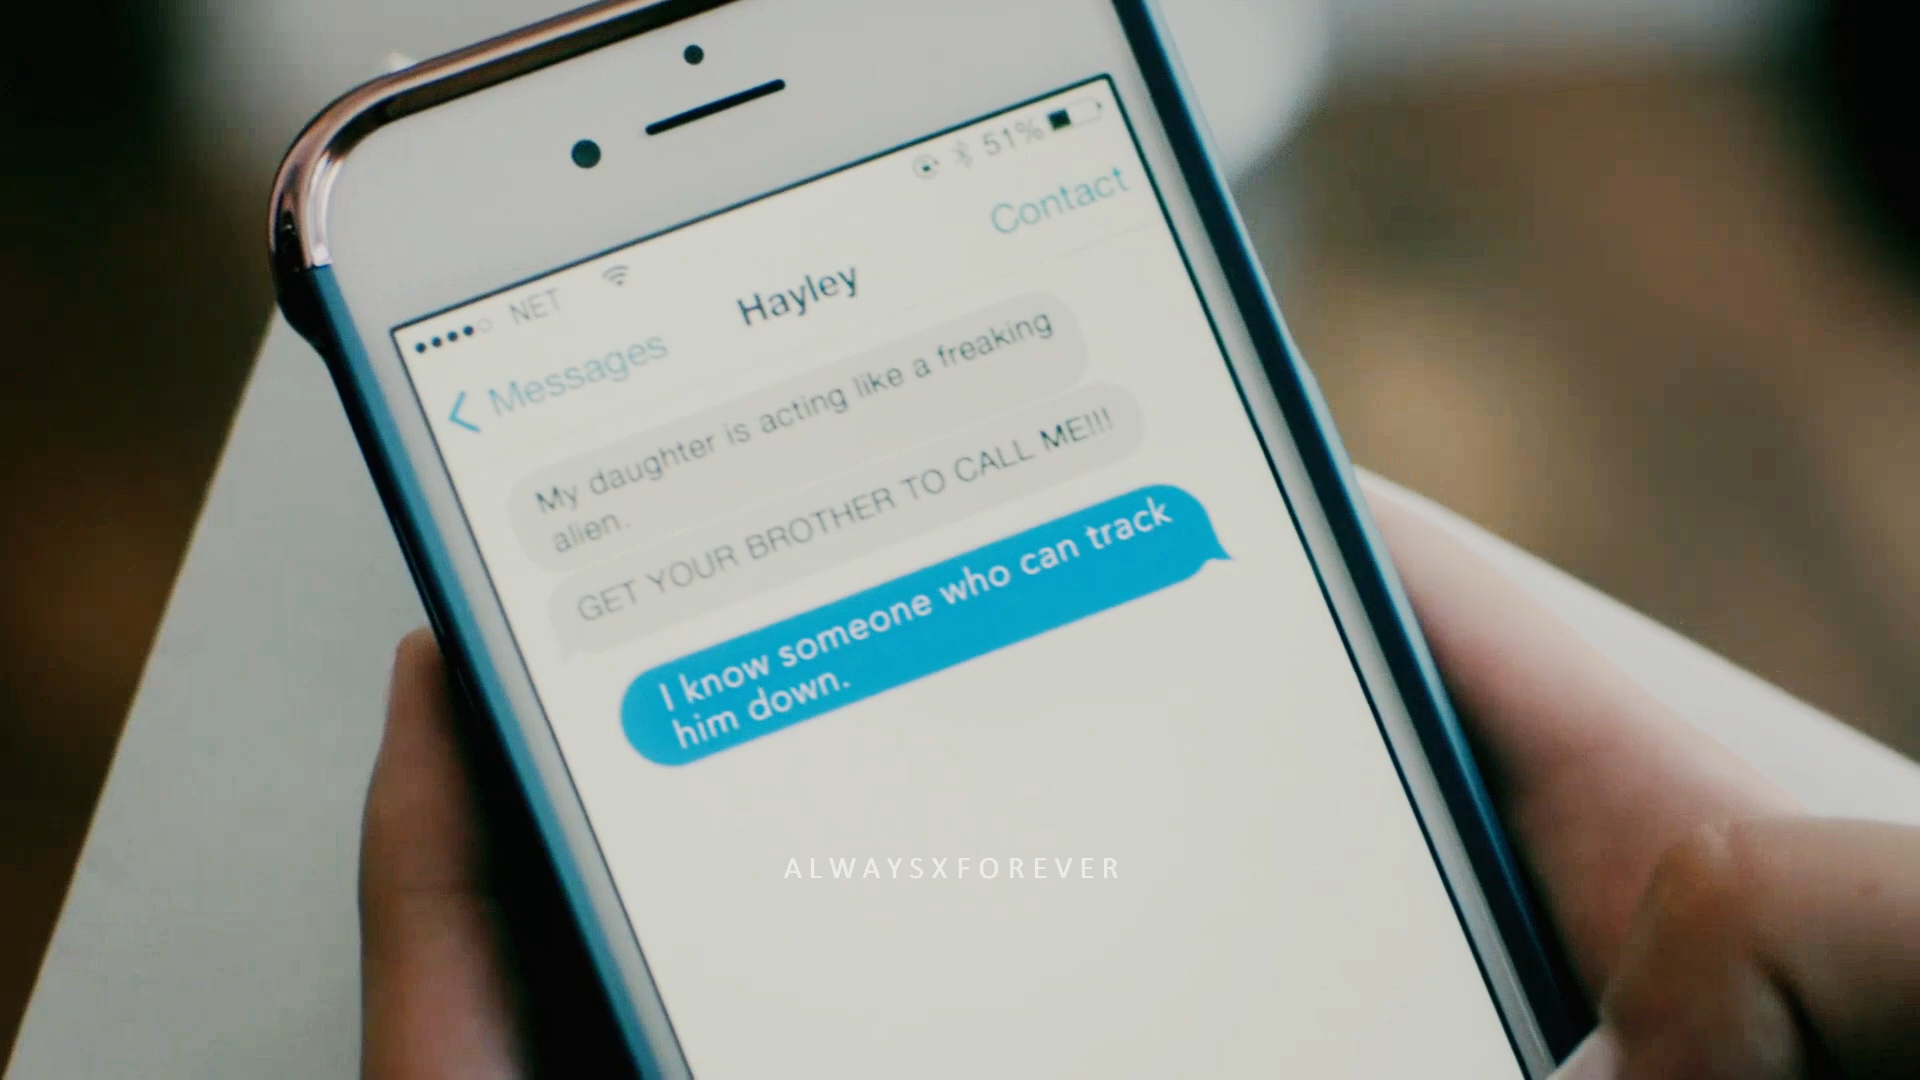 NET
51%
Messages
Hayley
Contact
My daughter is acting like a freaking
alien.
GET YOUR BROTHER TO CALL ME!!!
I know someone who can track
him down.
ALWAYSXFOREVER